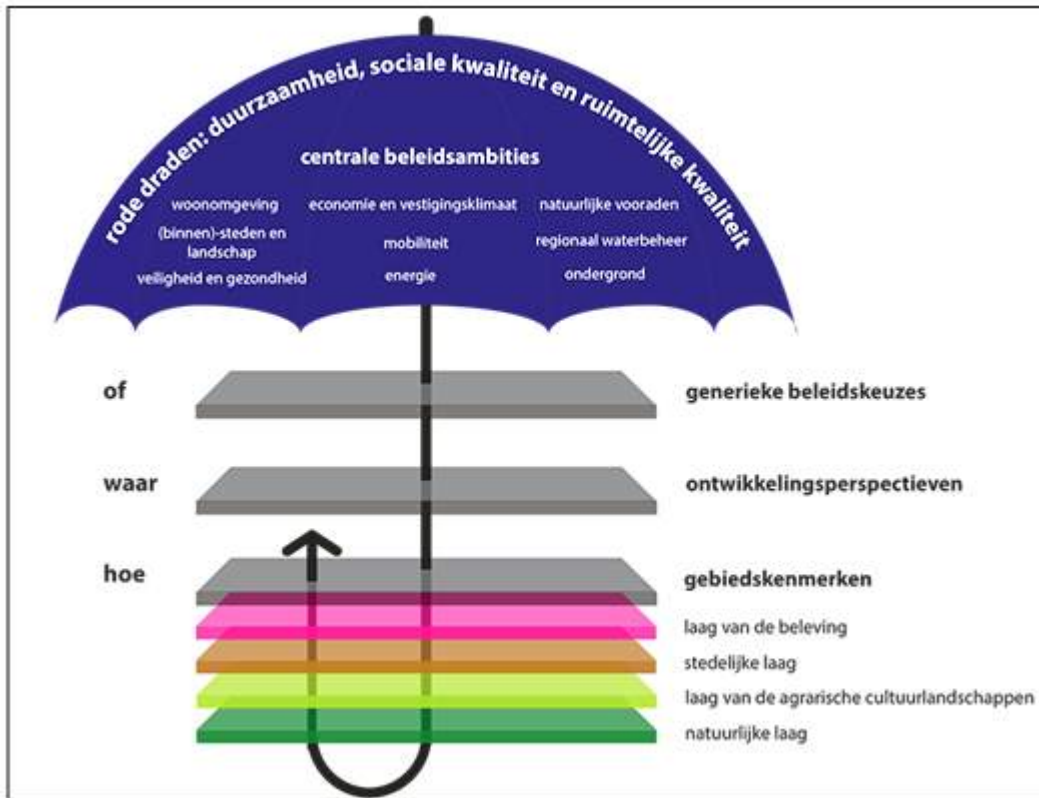 rode draden: duurzaamheid, sociale kwaliteit en ruimtelijke kwaliteit
centrale beleidsambities
woonomgeving
economie en vestigingsklimaat
natuurlijke vooraden
(binnen)-steden en
landschap
mobiliteit
regionaal waterbeheer
veiligheid en gezondheid
energie
ondergrond
of
generieke beleidskeuzes
waar
ontwikkelingsperspectieven
hoe
gebiedskenmerken
laag van de beleving
stedelijke laag
laag van de agrarische cultuurlandschappen
natuurlijke laag